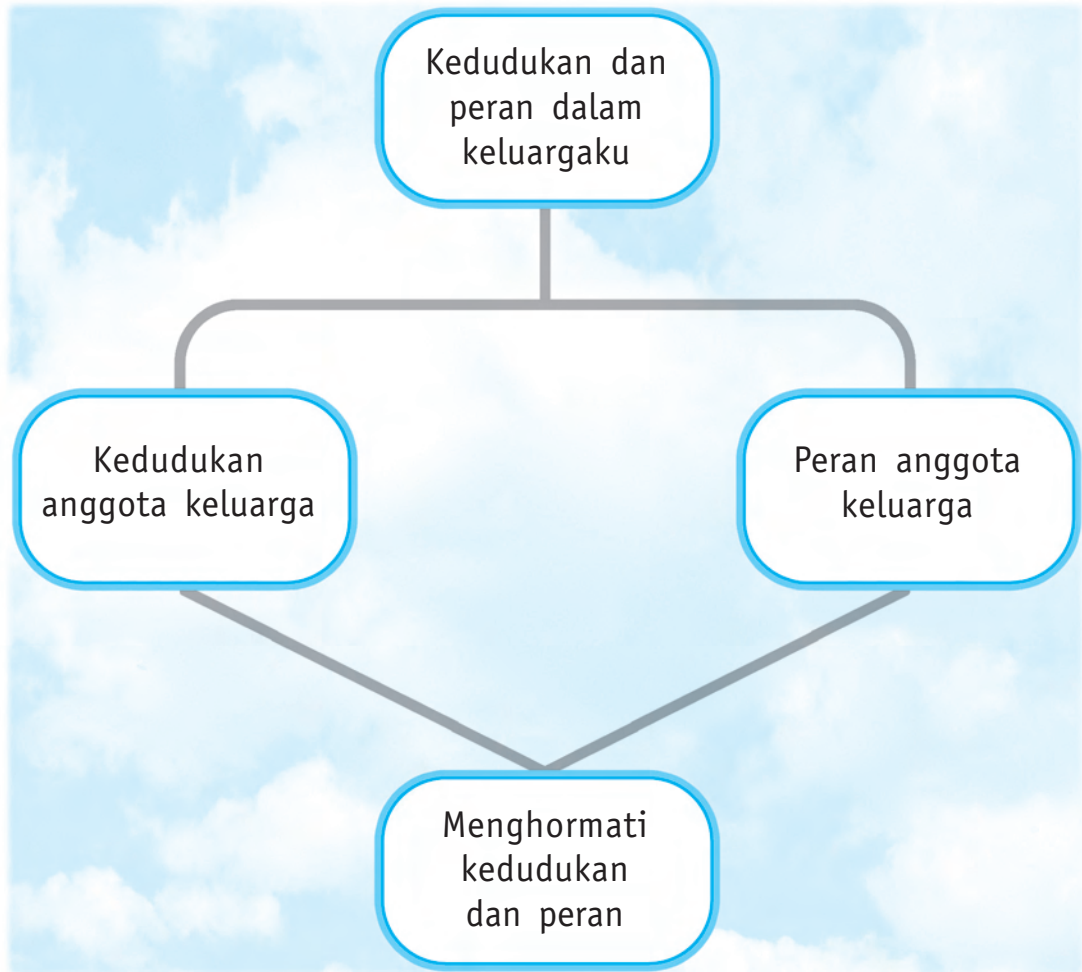 Kedudukan dan
peran dalam
keluargaku
Kedudukan
anggota keluarga
Peran anggota
keluarga
Menghormati
kedudukan
dan peran